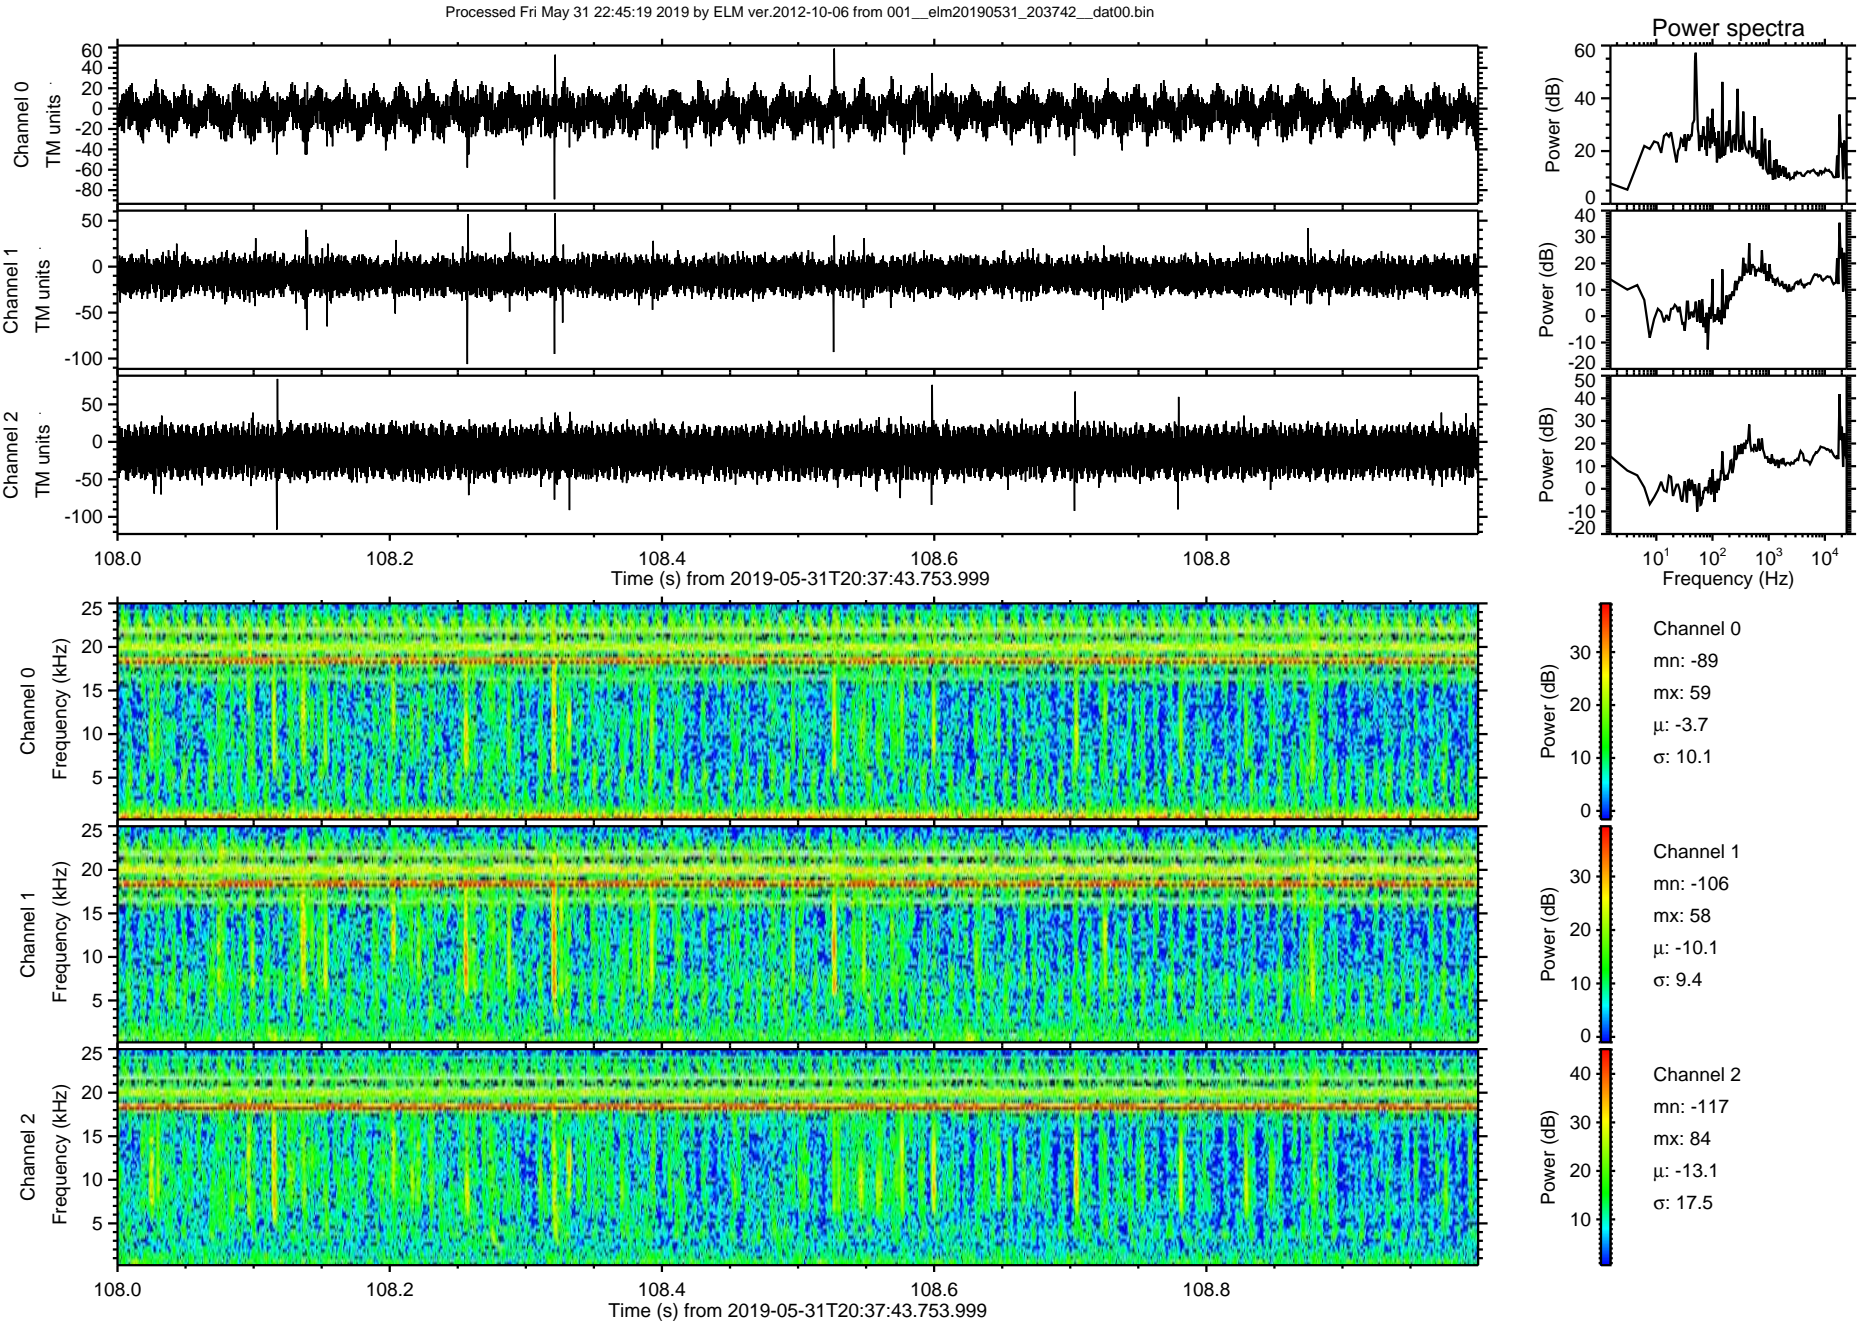 Processed Fri May 31 22:45:19 2019 by ELM ver.2012-10-06 from 001__elm20190531_203742__dat00.bin
Power spectra
Channel 0
TM units
60
40
20
0
-20
-40
-60
-80
Power (dB)
60
40
20
0
Channel 1
TM units
50
0
-50
-100
Power (dB)
40
30
20
10
0
-10
-20
Channel 2
TM units
50
0
-50
-100
Power (dB)
50
40
30
20
10
0
-10
-20
108.0 108.2 108.4 108.6 108.8
Time (s) from 2019-05-31T20:37:43.753.999
10^1 10^2 10^3 10^4
Frequency (Hz)
Channel 0
Frequency (kHz)
25
20
15
10
5
Power (dB)
30
20
10
0
Channel 0
mn: -89
mx: 59
μ: -3.7
σ: 10.1
Channel 1
Frequency (kHz)
25
20
15
10
5
Power (dB)
30
20
10
0
Channel 1
mn: -106
mx: 58
μ: -10.1
σ: 9.4
Channel 2
Frequency (kHz)
25
20
15
10
5
Power (dB)
40
30
20
10
Channel 2
mn: -117
mx: 84
μ: -13.1
σ: 17.5
108.0 108.2 108.4 108.6 108.8
Time (s) from 2019-05-31T20:37:43.753.999